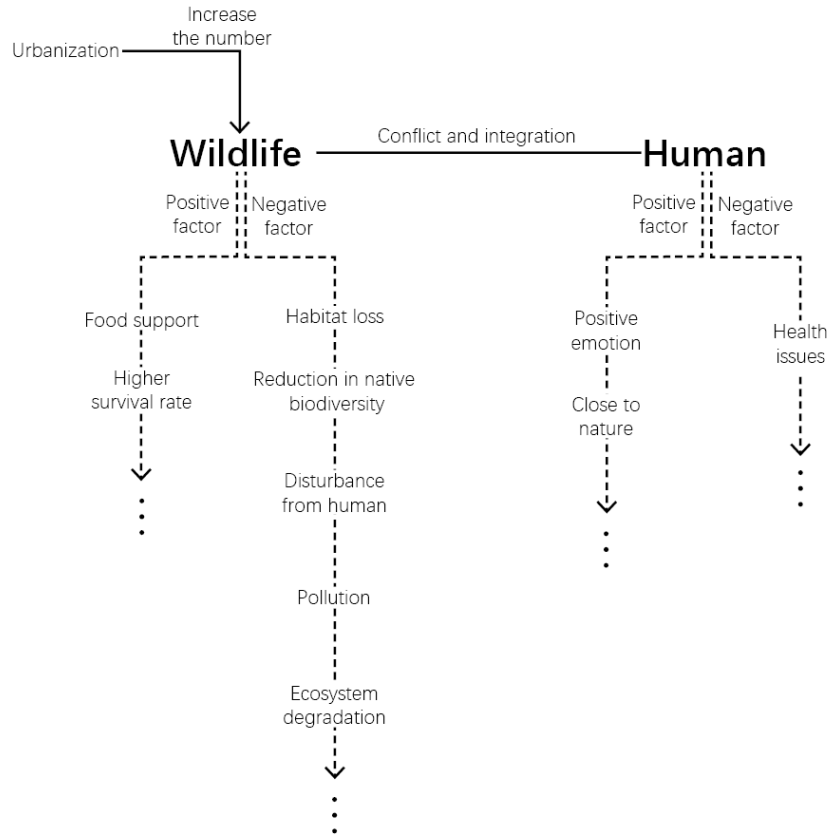 Increase
the number
Urbanization
Wildlife
Conflict and integration
Human
Positive
factor
Negative
factor
Positive
factor
Negative
factor
Food support
Higher
survival rate
Habitat loss
Reduction in native
biodiversity
Disturbance
from human
Pollution
Ecosystem
degradation
Positive
emotion
Close to
nature
Health
issues